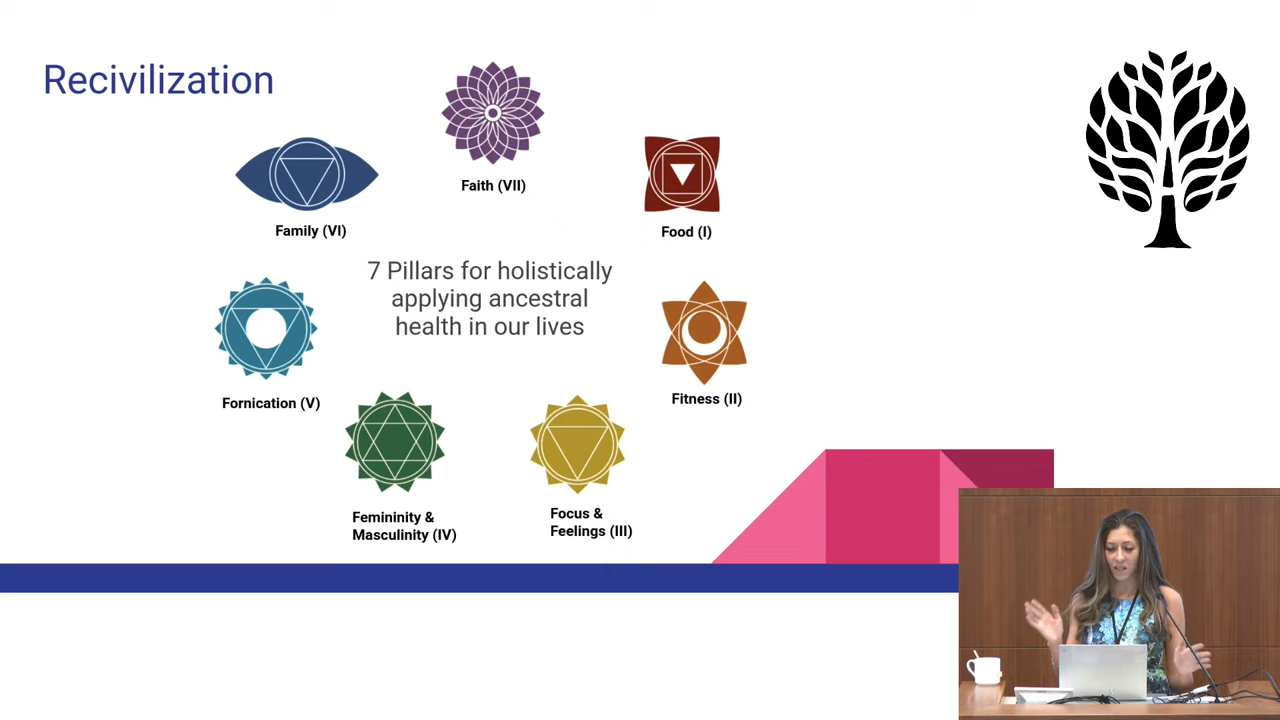 Recivilization
Faith (VII)
Family (VI)
Food (I)
7 Pillars for holistically
applying ancestral
health in our lives
Fitness (II)
Fornication (V)
Focus &
Feelings (III)
Femininity &
Masculinity (IV)